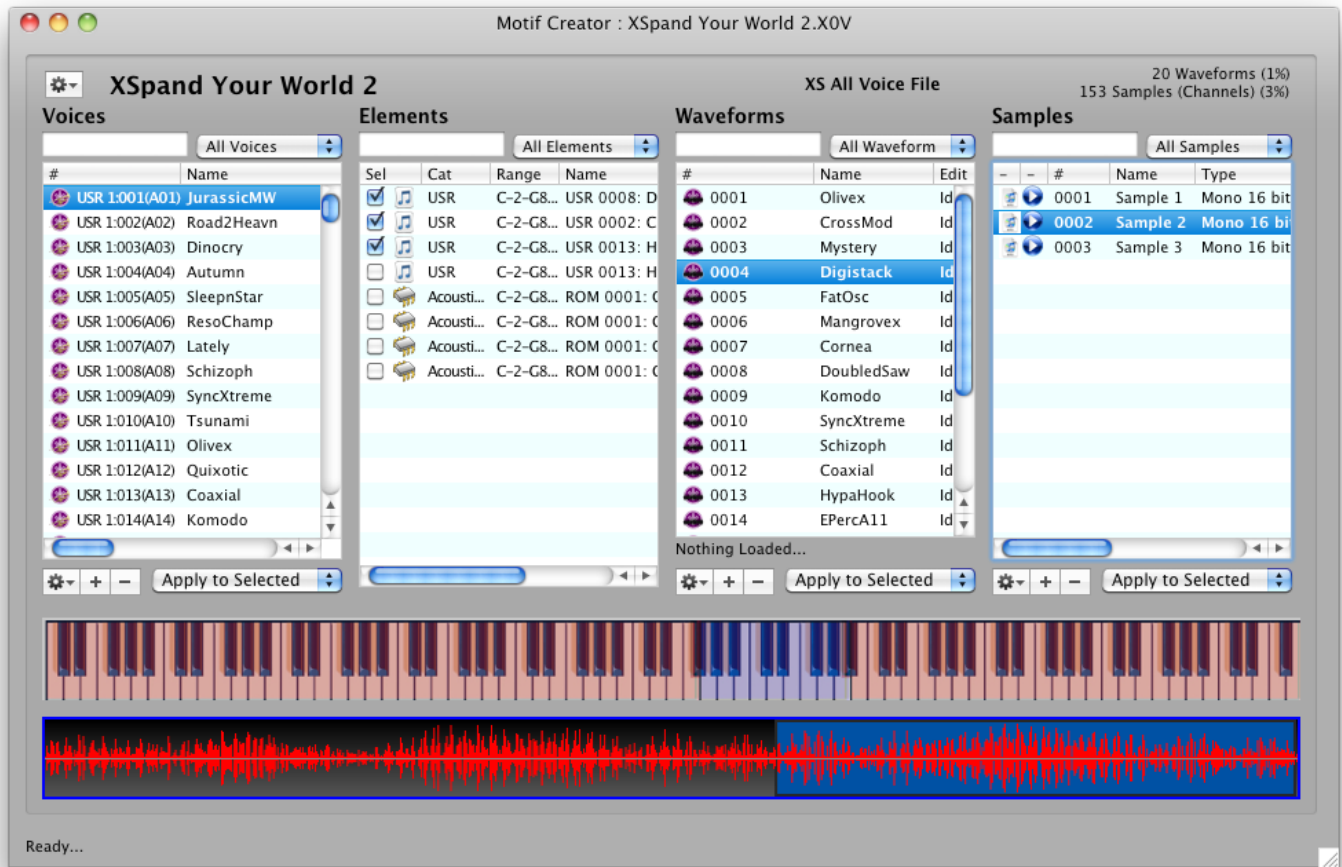 Motif Creator : XSpand Your World 2.X0V
XSpand Your World 2
XS All Voice File
20 Waveforms (1%)
153 Samples (Channels) (3%)
Voices
All Voices
# Name
USR 1:001(A01) JurassicMW
USR 1:002(A02) Road2Heavn
USR 1:003(A03) Dinocry
USR 1:004(A04) Autumn
USR 1:005(A05) SleepnStar
USR 1:006(A06) ResoChamp
USR 1:007(A07) Lately
USR 1:008(A08) Schizoph
USR 1:009(A09) SyncXtreme
USR 1:010(A10) Tsunami
USR 1:011(A11) Olivex
USR 1:012(A12) Quixotic
USR 1:013(A13) Coaxial
USR 1:014(A14) Komodo
+ − Apply to Selected
Elements
All Elements
Sel Cat Range Name
USR C-2-G8... USR 0008: D
USR C-2-G8... USR 0002: C
USR C-2-G8... USR 0013: H
USR C-2-G8... USR 0013: H
Acousti... C-2-G8... ROM 0001: C
Acousti... C-2-G8... ROM 0001: C
Acousti... C-2-G8... ROM 0001: C
Acousti... C-2-G8... ROM 0001: C
Waveforms
All Waveform
# Name Edit
0001 Olivex Id
0002 CrossMod Id
0003 Mystery Id
0004 Digistack Id
0005 FatOsc Id
0006 Mangrovex Id
0007 Cornea Id
0008 DoubledSaw Id
0009 Komodo Id
0010 SyncXtreme Id
0011 Schizoph Id
0012 Coaxial Id
0013 HypaHook Id
0014 EPercA11 Id
Nothing Loaded...
+ − Apply to Selected
Samples
All Samples
– – # Name Type
0001 Sample 1 Mono 16 bit
0002 Sample 2 Mono 16 bi
0003 Sample 3 Mono 16 bit
+ − Apply to Selected
Ready...